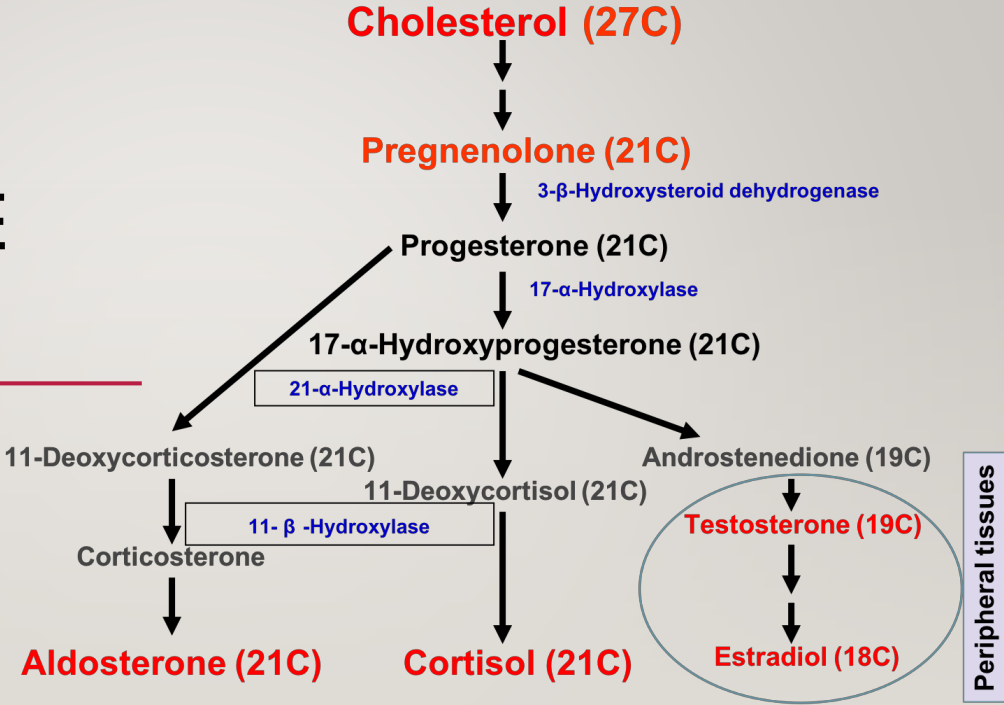 Cholesterol (27C)
Pregnenolone (21C)
3-β-Hydroxysteroid dehydrogenase
Progesterone (21C)
17-α-Hydroxylase
17-α-Hydroxyprogesterone (21C)
21-α-Hydroxylase
11-Deoxycorticosterone (21C)
Androstenedione (19C)
11-Deoxycortisol (21C)
11- β -Hydroxylase
Testosterone (19C)
Corticosterone
Aldosterone (21C)
Cortisol (21C)
Estradiol (18C)
Peripheral tissues